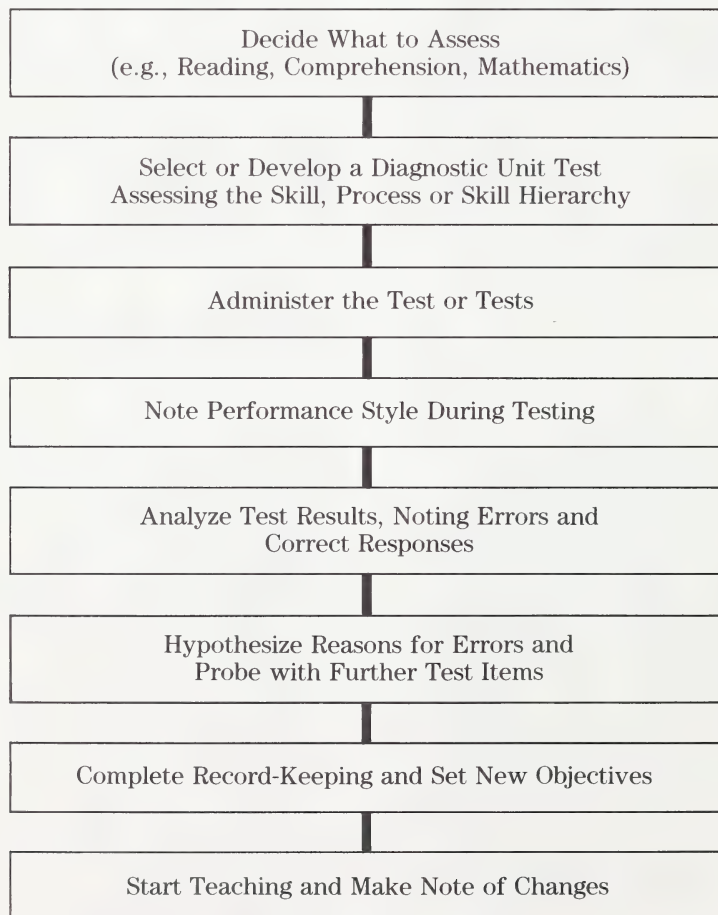 Decide What to Assess
(e.g., Reading, Comprehension, Mathematics)
Select or Develop a Diagnostic Unit Test
Assessing the Skill, Process or Skill Hierarchy
Administer the Test or Tests
Note Performance Style During Testing
Analyze Test Results, Noting Errors and
Correct Responses
Hypothesize Reasons for Errors and
Probe with Further Test Items
Complete Record-Keeping and Set New Objectives
Start Teaching and Make Note of Changes